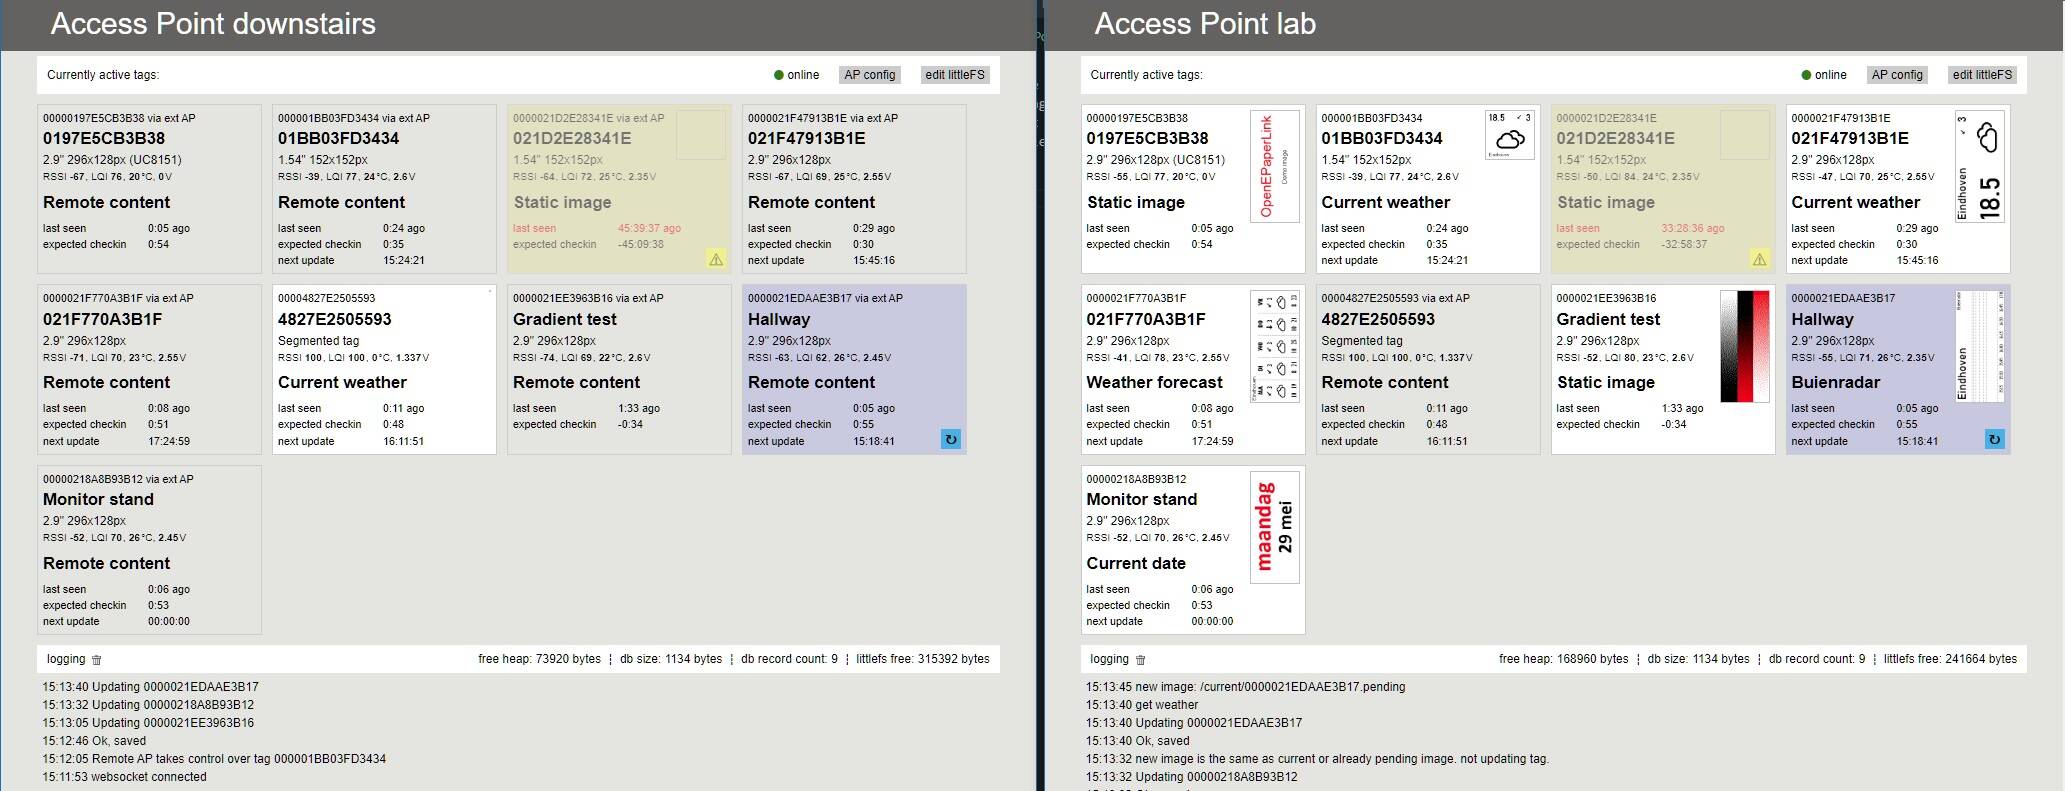 Access Point downstairs
Currently active tags:
online
AP config
edit littleFS
00000197E5CB3B38 via ext AP
0197E5CB3B38
2.9" 296x128px (UC8151)
RSSI -67, LQI 76, 20°C, 0V
Remote content
last seen 0:05 ago
expected checkin 0:54
000001BB03FD3434 via ext AP
01BB03FD3434
1.54" 152x152px
RSSI -39, LQI 77, 24°C, 2.6V
Remote content
last seen 0:24 ago
expected checkin 0:35
next update 15:24:21
0000021D2E28341E via ext AP
021D2E28341E
1.54" 152x152px
RSSI -64, LQI 72, 25°C, 2.35V
Static image
last seen 45:39:37 ago
expected checkin -45:09:38
0000021F47913B1E via ext AP
021F47913B1E
2.9" 296x128px
RSSI -67, LQI 69, 25°C, 2.55V
Remote content
last seen 0:29 ago
expected checkin 0:30
next update 15:45:16
0000021F770A3B1F via ext AP
021F770A3B1F
2.9" 296x128px
RSSI -71, LQI 70, 23°C, 2.55V
Remote content
last seen 0:08 ago
expected checkin 0:51
next update 17:24:59
00004827E2505593
4827E2505593
Segmented tag
RSSI 100, LQI 100, 0°C, 1.337V
Current weather
last seen 0:11 ago
expected checkin 0:48
next update 16:11:51
0000021EE3963B16 via ext AP
Gradient test
2.9" 296x128px
RSSI -74, LQI 69, 22°C, 2.6V
Remote content
last seen 1:33 ago
expected checkin -0:34
0000021EDAAE3B17 via ext AP
Hallway
2.9" 296x128px
RSSI -63, LQI 62, 26°C, 2.45V
Remote content
last seen 0:05 ago
expected checkin 0:55
next update 15:18:41
00000218A8B93B12 via ext AP
Monitor stand
2.9" 296x128px
RSSI -52, LQI 70, 26°C, 2.45V
Remote content
last seen 0:06 ago
expected checkin 0:53
next update 00:00:00
logging
free heap: 73920 bytes ¦ db size: 1134 bytes ¦ db record count: 9 ¦ littlefs free: 315392 bytes
15:13:40 Updating 0000021EDAAE3B17
15:13:32 Updating 00000218A8B93B12
15:13:05 Updating 0000021EE3963B16
15:12:46 Ok, saved
15:12:05 Remote AP takes control over tag 000001BB03FD3434
15:11:53 websocket connected
Access Point lab
Currently active tags:
online
AP config
edit littleFS
00000197E5CB3B38
0197E5CB3B38
2.9" 296x128px (UC8151)
RSSI -55, LQI 77, 20°C, 0V
Static image
last seen 0:05 ago
expected checkin 0:54
OpenEPaperLink
Demo image
000001BB03FD3434
01BB03FD3434
1.54" 152x152px
RSSI -39, LQI 77, 24°C, 2.6V
Current weather
last seen 0:24 ago
expected checkin 0:35
next update 15:24:21
18.5 3
Eindhoven
0000021D2E28341E
021D2E28341E
1.54" 152x152px
RSSI -50, LQI 84, 24°C, 2.35V
Static image
last seen 33:28:36 ago
expected checkin -32:58:37
0000021F47913B1E
021F47913B1E
2.9" 296x128px
RSSI -47, LQI 70, 25°C, 2.55V
Current weather
last seen 0:29 ago
expected checkin 0:30
next update 15:45:16
Eindhoven
18.5
3
0000021F770A3B1F
021F770A3B1F
2.9" 296x128px
RSSI -41, LQI 78, 23°C, 2.55V
Weather forecast
last seen 0:08 ago
expected checkin 0:51
next update 17:24:59
00004827E2505593 via ext AP
4827E2505593
Segmented tag
RSSI 100, LQI 100, 0°C, 1.337V
Remote content
last seen 0:11 ago
expected checkin 0:48
next update 16:11:51
0000021EE3963B16
Gradient test
2.9" 296x128px
RSSI -52, LQI 80, 23°C, 2.6V
Static image
last seen 1:33 ago
expected checkin -0:34
0000021EDAAE3B17
Hallway
2.9" 296x128px
RSSI -55, LQI 71, 26°C, 2.35V
Buienradar
last seen 0:05 ago
expected checkin 0:55
next update 15:18:41
Eindhoven
00000218A8B93B12
Monitor stand
2.9" 296x128px
RSSI -52, LQI 70, 26°C, 2.45V
Current date
last seen 0:06 ago
expected checkin 0:53
next update 00:00:00
maandag
29 mei
logging
free heap: 168960 bytes ¦ db size: 1134 bytes ¦ db record count: 9 ¦ littlefs free: 241664 bytes
15:13:45 new image: /current/0000021EDAAE3B17.pending
15:13:40 get weather
15:13:40 Updating 0000021EDAAE3B17
15:13:40 Ok, saved
15:13:32 new image is the same as current or already pending image. not updating tag.
15:13:32 Updating 00000218A8B93B12